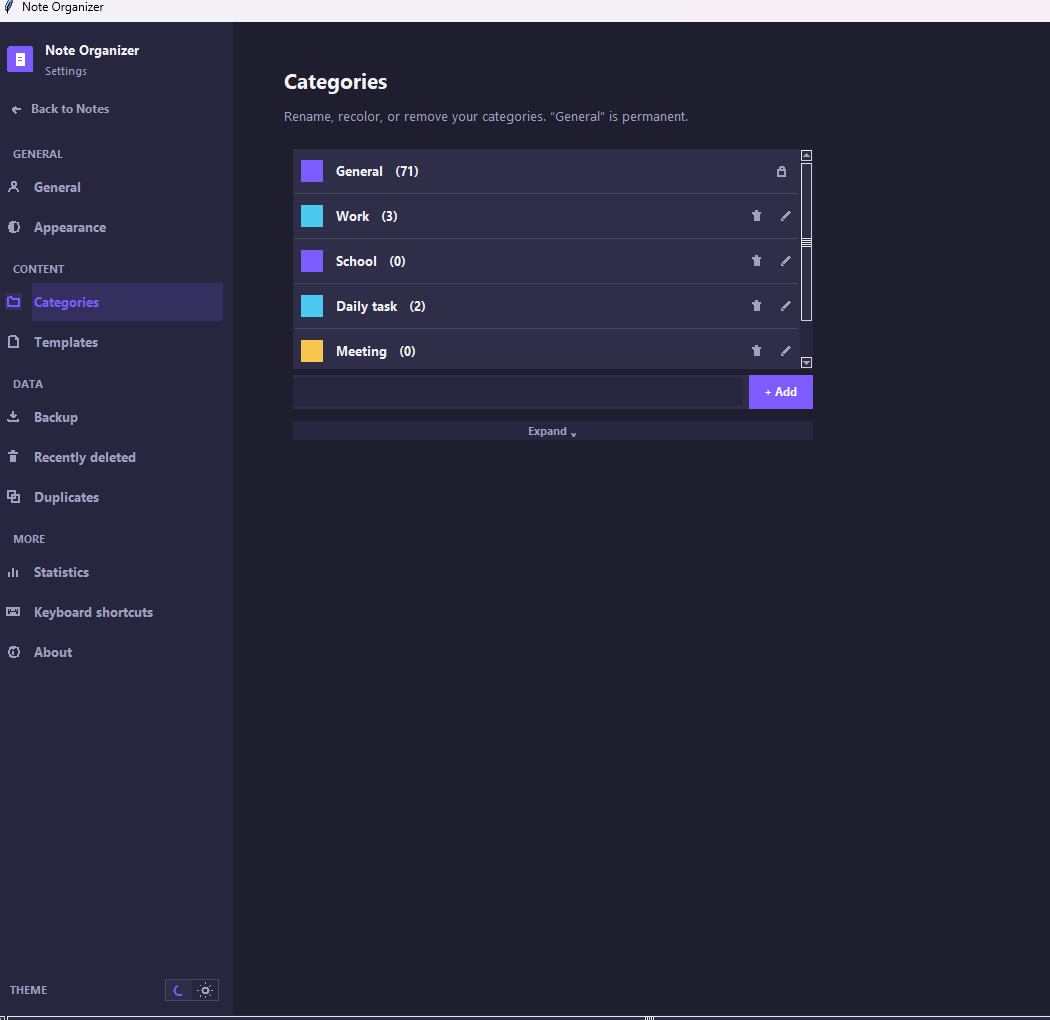 Note Organizer
Note Organizer
Settings
Back to Notes
GENERAL
General
Appearance
CONTENT
Categories
Templates
DATA
Backup
Recently deleted
Duplicates
MORE
Statistics
Keyboard shortcuts
About
THEME
Categories
Rename, recolor, or remove your categories. “General” is permanent.
General (71)
Work (3)
School (0)
Daily task (2)
Meeting (0)
+ Add
Expand